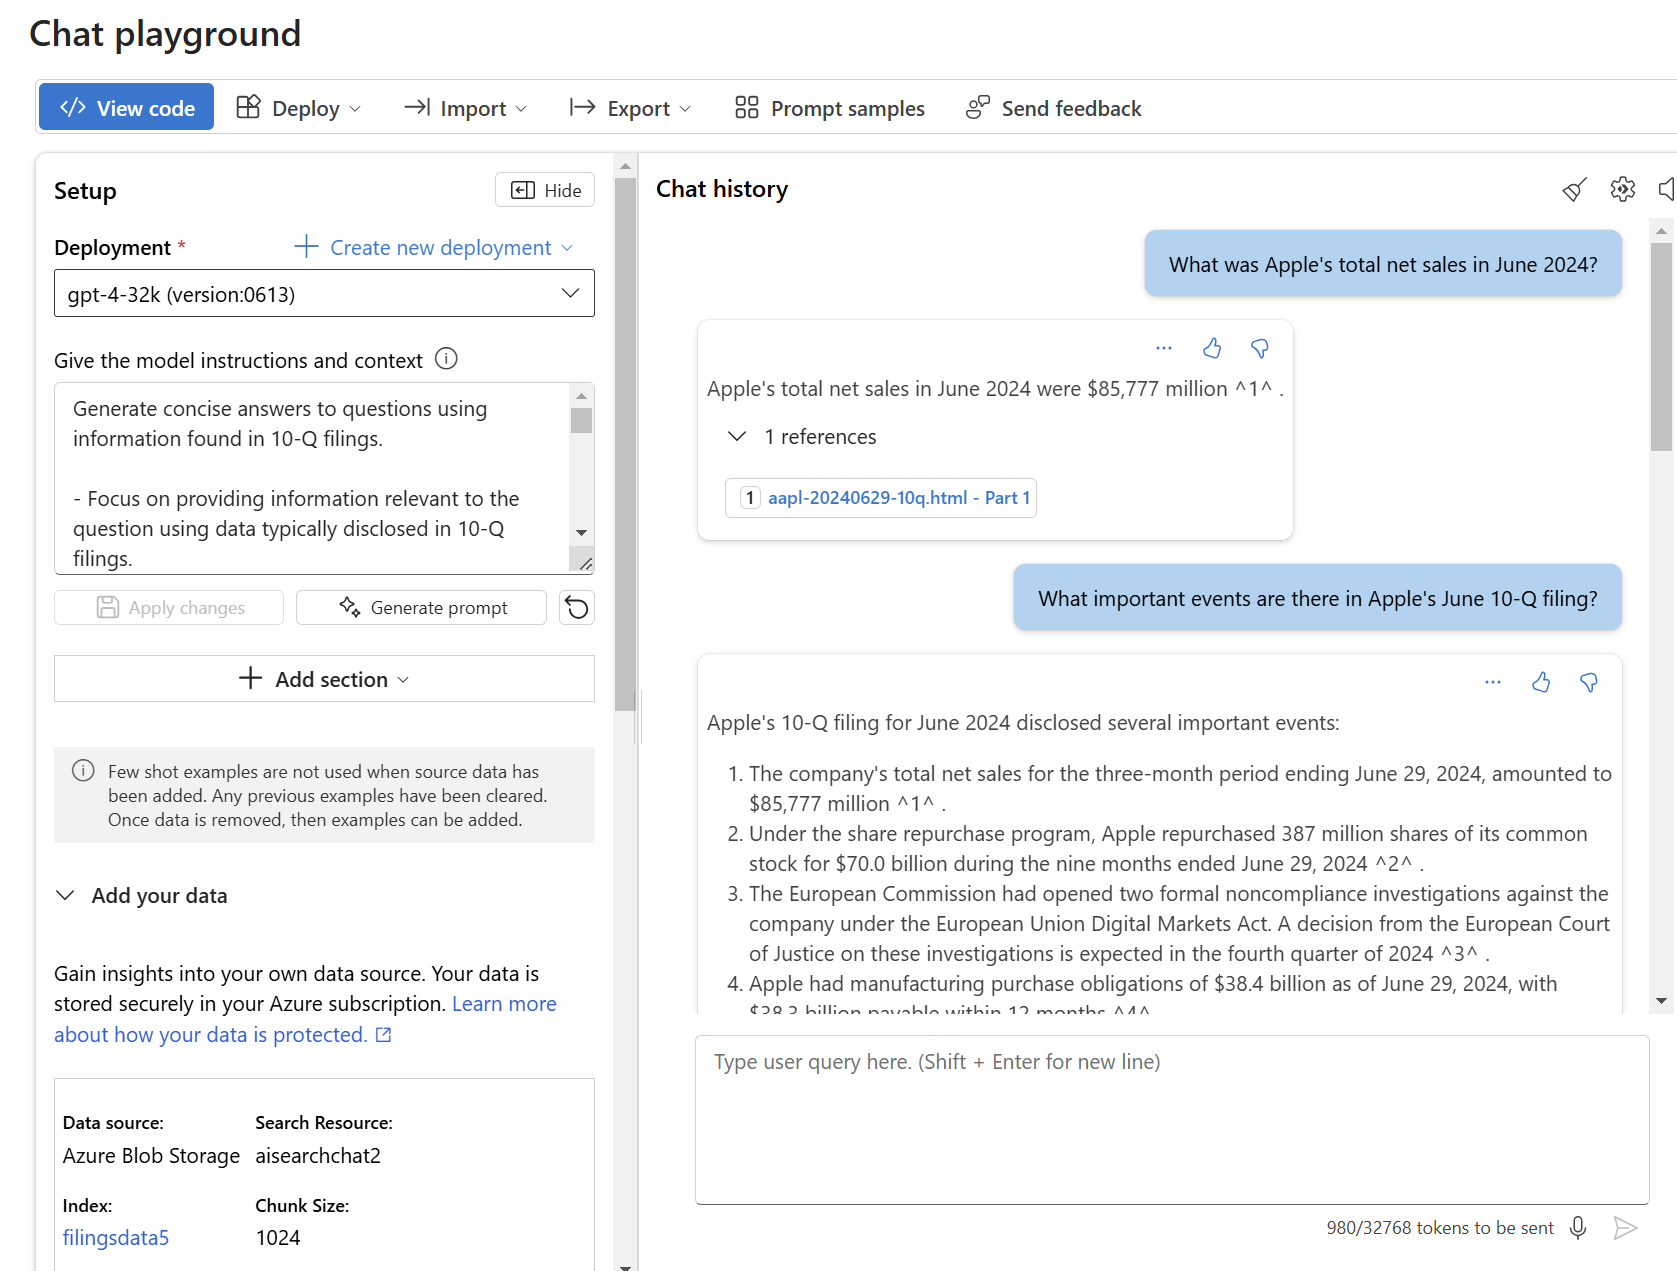 Chat playground
View code
Deploy
Import
Export
Prompt samples
Send feedback
Setup
Hide
Deployment *
Create new deployment
gpt-4-32k (version:0613)
Give the model instructions and context
Generate concise answers to questions using
information found in 10-Q filings.
- Focus on providing information relevant to the
question using data typically disclosed in 10-Q
filings.
Apply changes
Generate prompt
Add section
Few shot examples are not used when source data has
been added. Any previous examples have been cleared.
Once data is removed, then examples can be added.
Add your data
Gain insights into your own data source. Your data is
stored securely in your Azure subscription. Learn more
about how your data is protected.
Data source:
Search Resource:
Azure Blob Storage
aisearchchat2
Index:
Chunk Size:
filingsdata5
1024
Chat history
What was Apple's total net sales in June 2024?
Apple's total net sales in June 2024 were $85,777 million ^1^ .
1 references
1 aapl-20240629-10q.html - Part 1
What important events are there in Apple's June 10-Q filing?
Apple's 10-Q filing for June 2024 disclosed several important events:
1. The company's total net sales for the three-month period ending June 29, 2024, amounted to
$85,777 million ^1^ .
2. Under the share repurchase program, Apple repurchased 387 million shares of its common
stock for $70.0 billion during the nine months ended June 29, 2024 ^2^ .
3. The European Commission had opened two formal noncompliance investigations against the
company under the European Union Digital Markets Act. A decision from the European Court
of Justice on these investigations is expected in the fourth quarter of 2024 ^3^ .
4. Apple had manufacturing purchase obligations of $38.4 billion as of June 29, 2024, with
$38.3 billion payable within 12 months ^4^
Type user query here. (Shift + Enter for new line)
980/32768 tokens to be sent